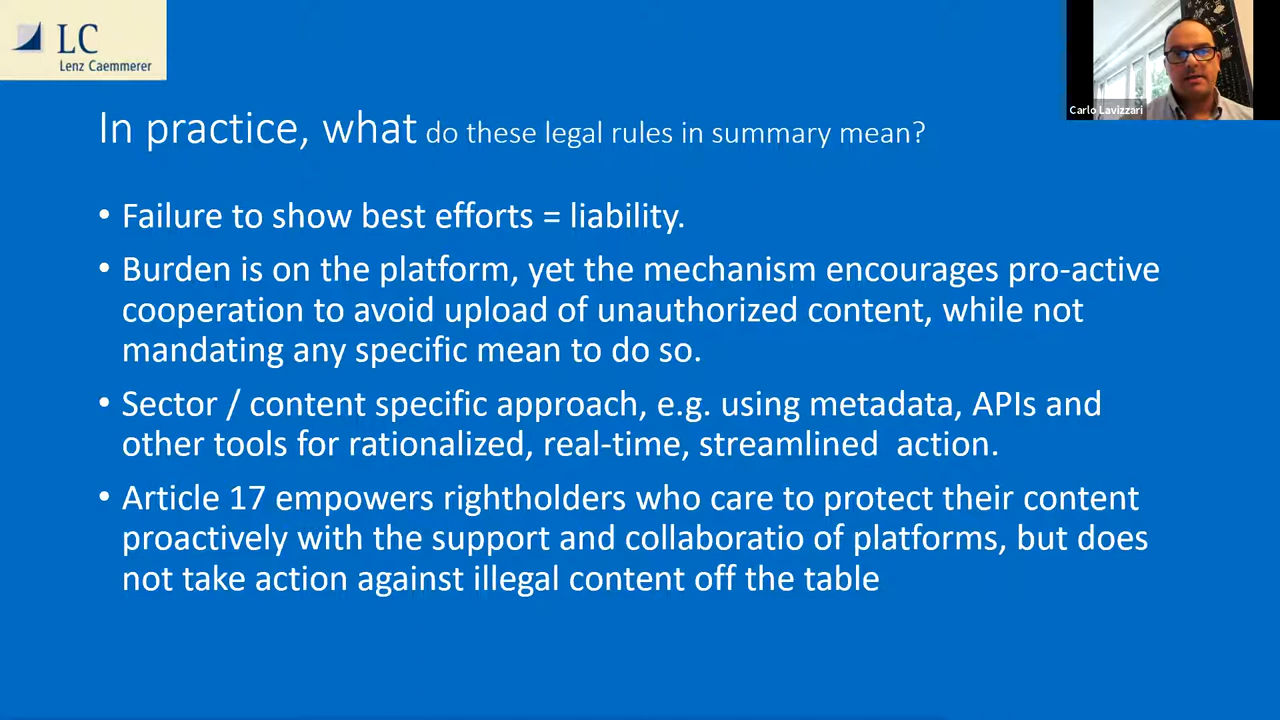 LC
Lenz Caemmerer
Carlo Lavizzari
In practice, what do these legal rules in summary mean?
• Failure to show best efforts = liability.
• Burden is on the platform, yet the mechanism encourages pro-active
cooperation to avoid upload of unauthorized content, while not
mandating any specific mean to do so.
• Sector / content specific approach, e.g. using metadata, APIs and
other tools for rationalized, real-time, streamlined action.
• Article 17 empowers rightholders who care to protect their content
proactively with the support and collaboratio of platforms, but does
not take action against illegal content off the table